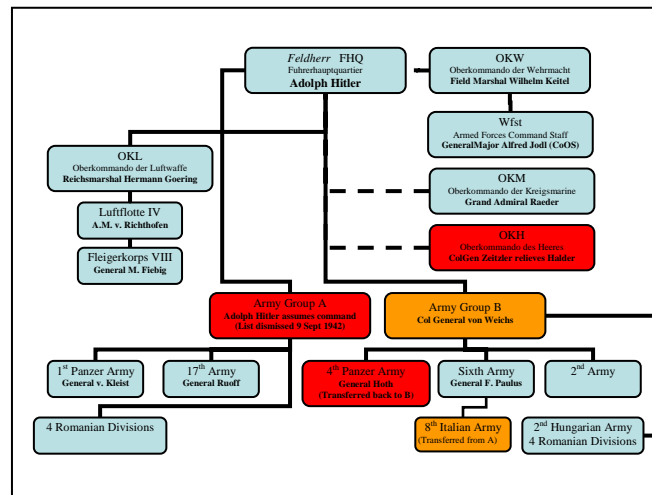 Feldherr FHQ
Fuhrerhauptquartier
Adolph Hitler
OKW
Oberkommando der Wehrmacht
Field Marshal Wilhelm Keitel
Wfst
Armed Forces Command Staff
GeneralMajor Alfred Jodl (CoOS)
OKL
Oberkommando der Luftwaffe
Reichsmarshal Hermann Goering
OKM
Oberkommando der Kreigsmarine
Grand Admiral Raeder
Luftflotte IV
A.M. v. Richthofen
OKH
Oberkommando des Heeres
ColGen Zeitzler relieves Halder
Fleigerkorps VIII
General M. Fiebig
Army Group A
Adolph Hitler assumes command
(List dismissed 9 Sept 1942)
Army Group B
Col General von Weichs
1st Panzer Army
General v. Kleist
17th Army
General Ruoff
4th Panzer Army
General Hoth
(Transferred back to B)
Sixth Army
General F. Paulus
2nd Army
4 Romanian Divisions
8th Italian Army
(Transferred from A)
2nd Hungarian Army
4 Romanian Divisions